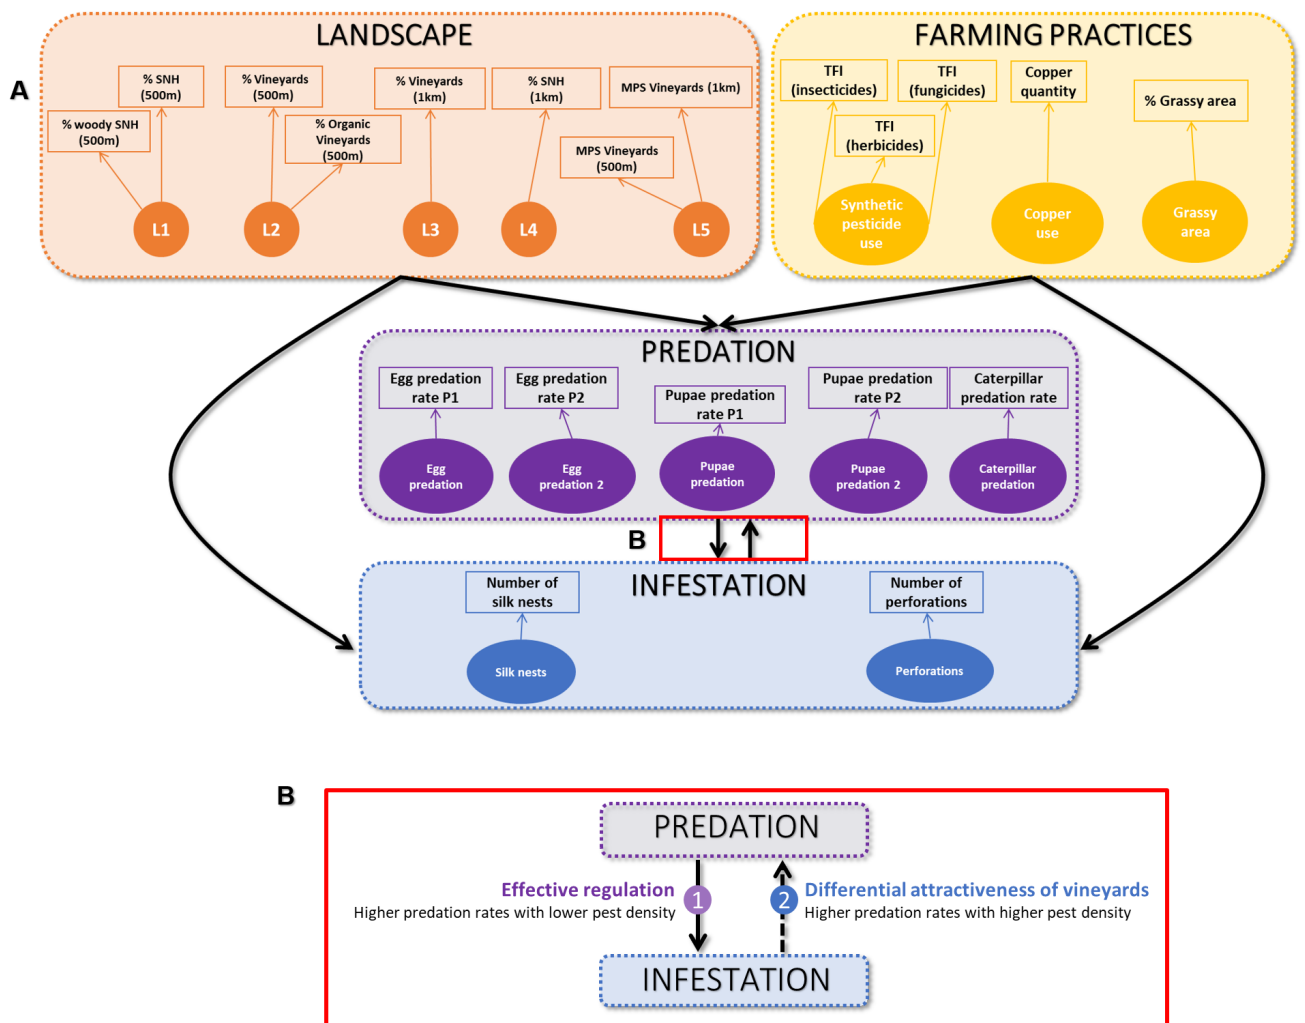 A
LANDSCAPE
% woody SNH
(500m)
% SNH
(500m)
% Vineyards
(500m)
% Organic
Vineyards
(500m)
% Vineyards
(1km)
% SNH
(1km)
MPS Vineyards
(500m)
MPS Vineyards (1km)
L1
L2
L3
L4
L5
FARMING PRACTICES
TFI
(insecticides)
TFI
(herbicides)
TFI
(fungicides)
Copper
quantity
% Grassy area
Synthetic
pesticide
use
Copper
use
Grassy
area
PREDATION
Egg predation
rate P1
Egg predation
rate P2
Pupae predation
rate P1
Pupae predation
rate P2
Caterpillar
predation rate
Egg
predation
Egg
predation 2
Pupae
predation
Pupae
predation 2
Caterpillar
predation
B
INFESTATION
Number of
silk nests
Number of
perforations
Silk nests
Perforations
B
PREDATION
Effective regulation
Higher predation rates with lower pest density
1
2
Differential attractiveness of vineyards
Higher predation rates with higher pest density
INFESTATION